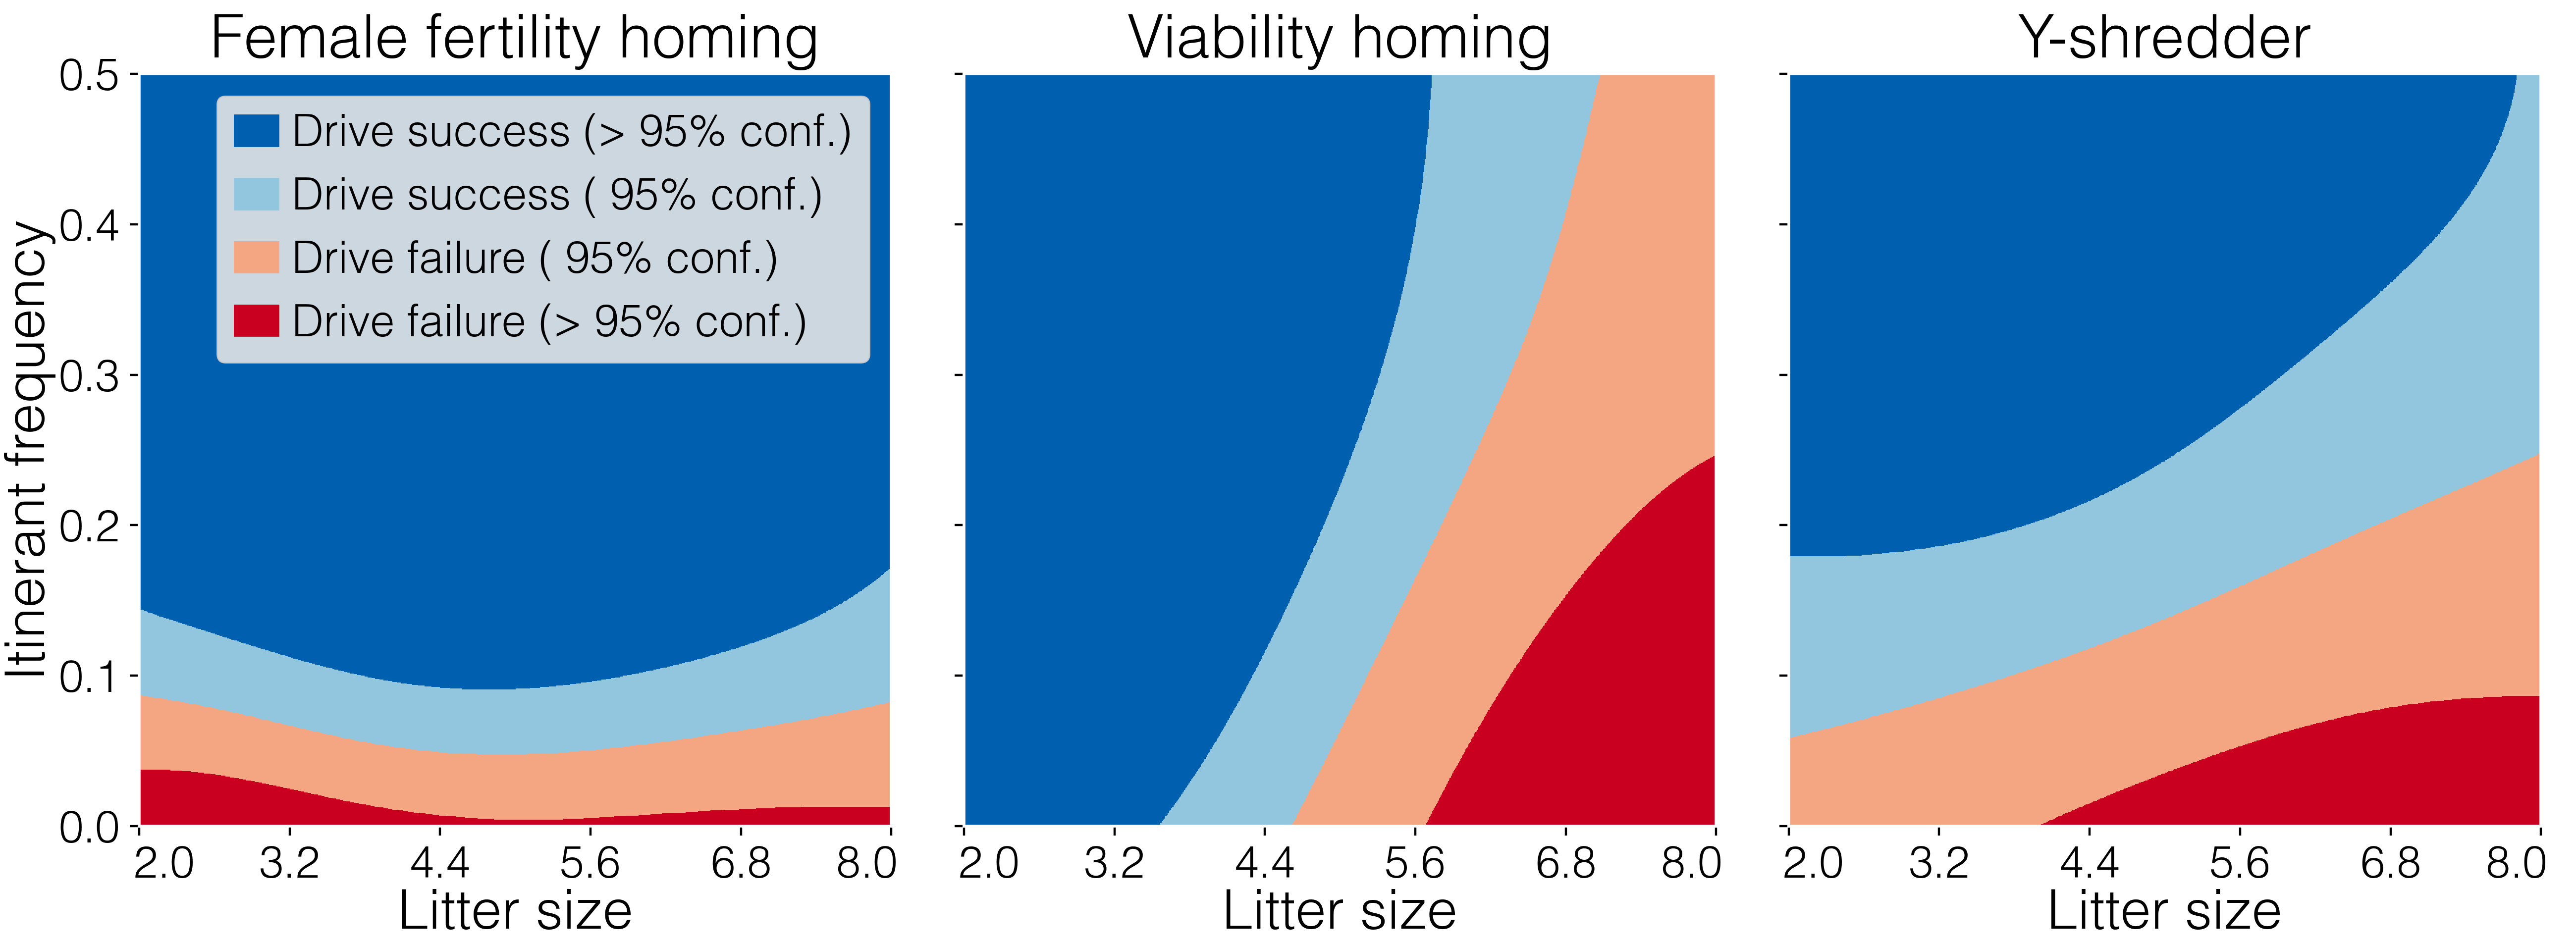 Female fertility homing
Viability homing
Y-shredder
Itinerant frequency
0.5
0.4
0.3
0.2
0.1
0.0
Drive success (> 95% conf.)
Drive success ( 95% conf.)
Drive failure ( 95% conf.)
Drive failure (> 95% conf.)
2.0 3.2 4.4 5.6 6.8 8.0
2.0 3.2 4.4 5.6 6.8 8.0
2.0 3.2 4.4 5.6 6.8 8.0
Litter size
Litter size
Litter size